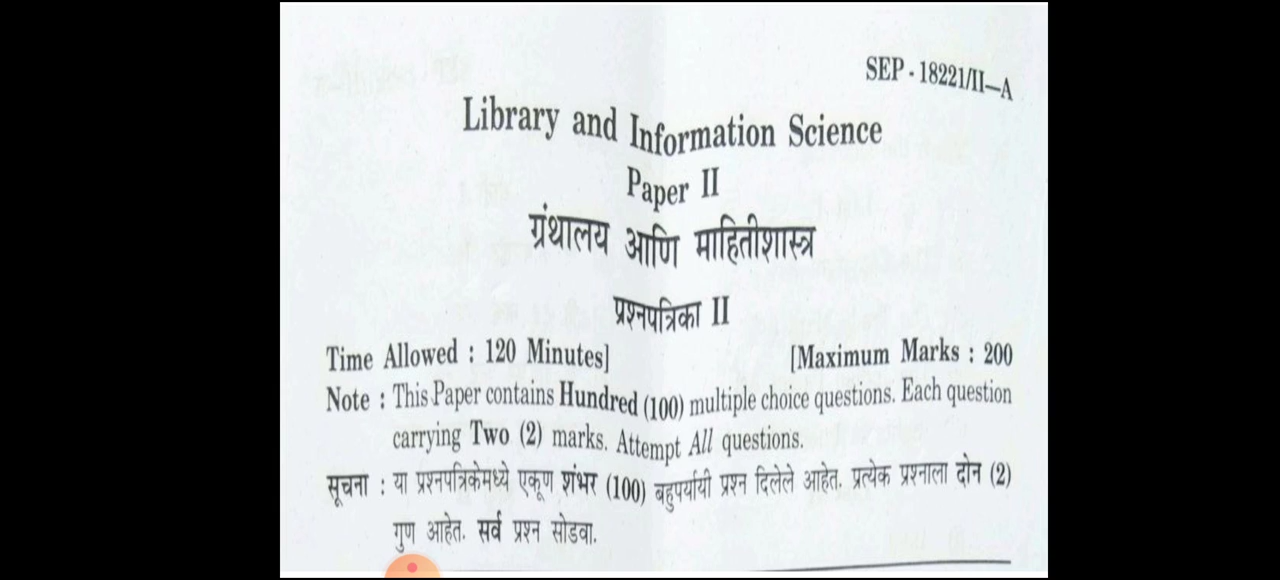 SEP - 18221/II—A
Library and Information Science
Paper II
ग्रंथालय आणि माहितीशास्त्र
प्रश्नपत्रिका II
Time Allowed : 120 Minutes] [Maximum Marks : 200
Note : This Paper contains Hundred (100) multiple choice questions. Each question
carrying Two (2) marks. Attempt All questions.
सूचना : या प्रश्नपत्रिकेमध्ये एकूण शंभर (100) बहुपर्यायी प्रश्न दिलेले आहेत. प्रत्येक प्रश्नाला दोन (2)
गुण आहेत. सर्व प्रश्न सोडवा.